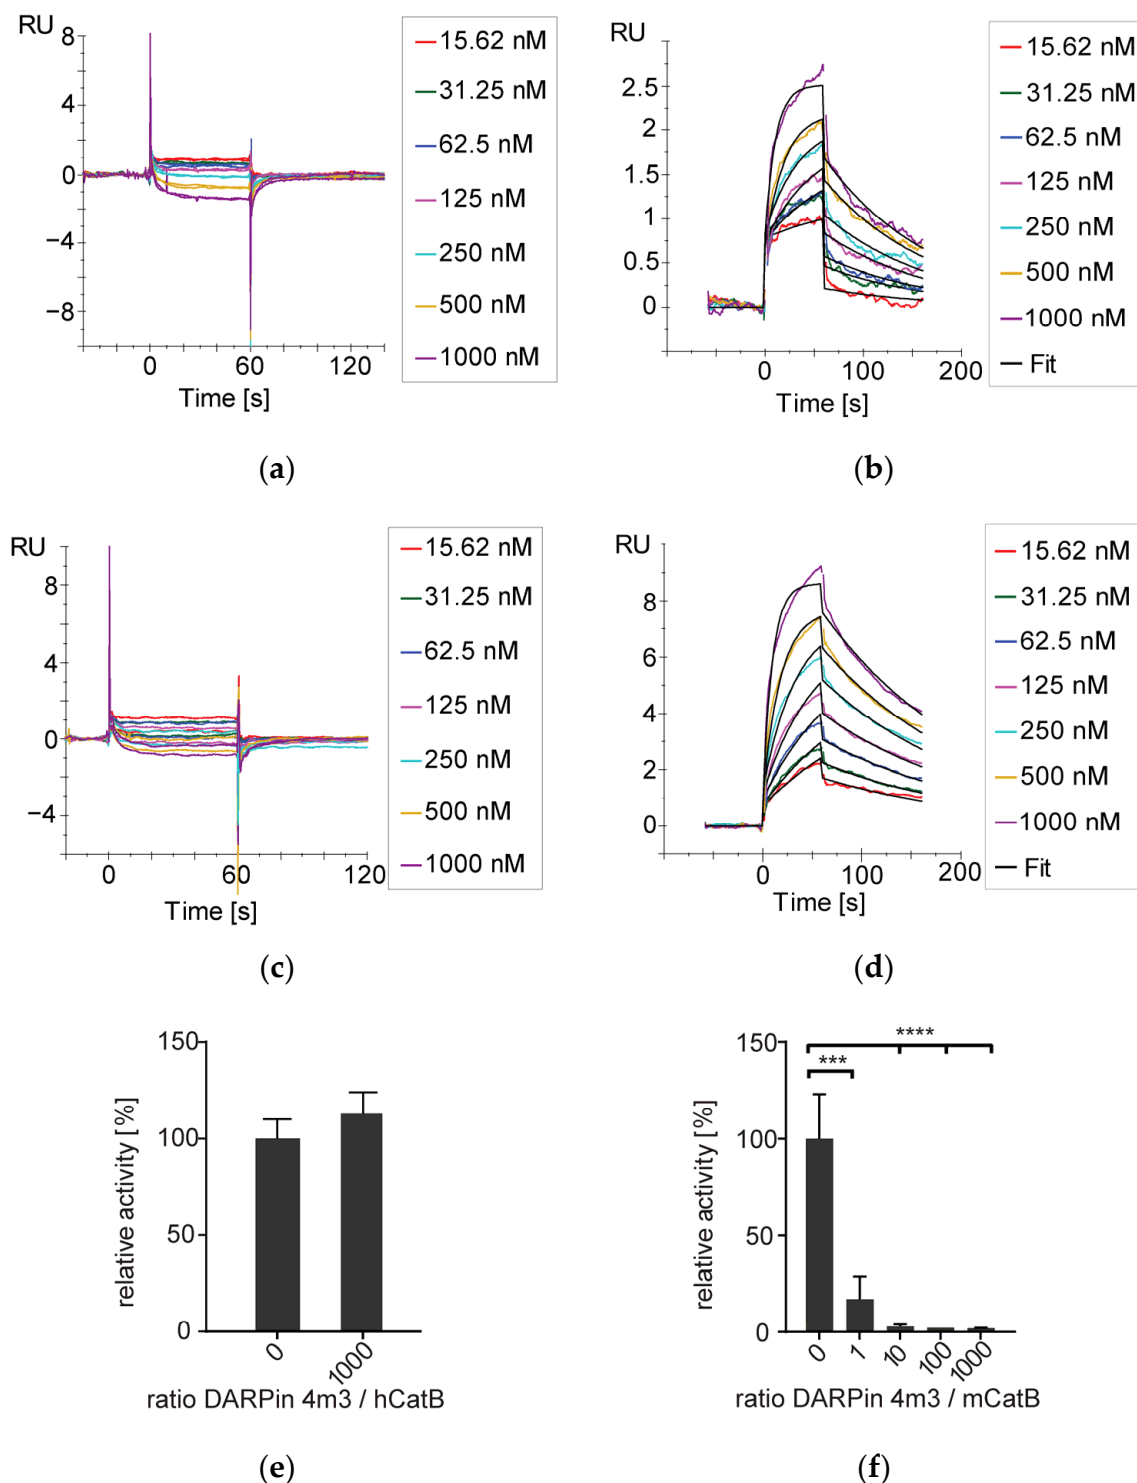 RU
8
4
0
−4
−8
0
60
120
Time [s]
15.62 nM
31.25 nM
62.5 nM
125 nM
250 nM
500 nM
1000 nM
(a)
RU
2.5
2
1.5
1
0.5
0
0
100
200
Time [s]
15.62 nM
31.25 nM
62.5 nM
125 nM
250 nM
500 nM
1000 nM
Fit
(b)
RU
8
4
0
−4
0
60
120
Time [s]
15.62 nM
31.25 nM
62.5 nM
125 nM
250 nM
500 nM
1000 nM
(c)
RU
8
6
4
2
0
0
100
200
Time [s]
15.62 nM
31.25 nM
62.5 nM
125 nM
250 nM
500 nM
1000 nM
Fit
(d)
relative activity [%]
150
100
50
0
0
1000
ratio DARPin 4m3 / hCatB
(e)
relative activity [%]
150
100
50
0
****
***
0
1
10
100
1000
ratio DARPin 4m3 / mCatB
(f)